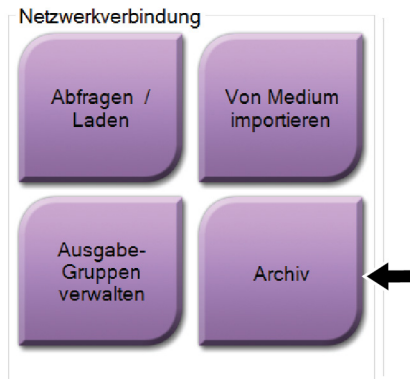 Netzwerkverbindung
Abfragen /
Laden
Von Medium
importieren
Ausgabe-
Gruppen
verwalten
Archiv